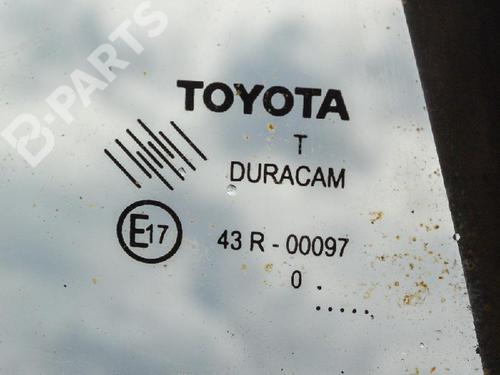 B-PARTS
TOYOTA
T
DURACAM
E17
43 R - 00097
0 .
.....